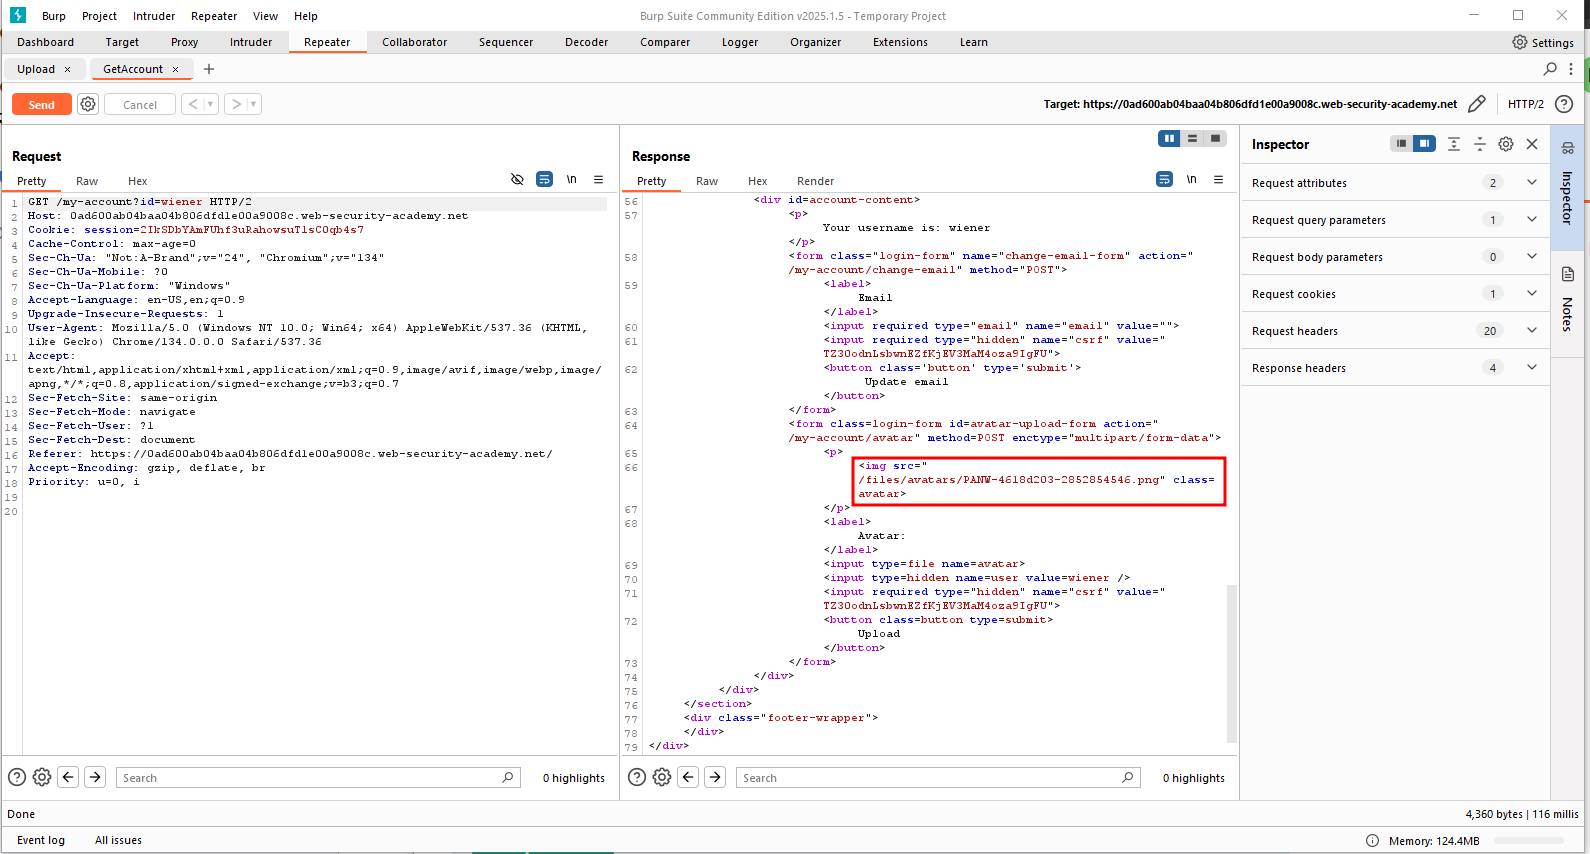 Burp Project Intruder Repeater View Help
Burp Suite Community Edition v2025.1.5 - Temporary Project
Dashboard Target Proxy Intruder Repeater Collaborator Sequencer Decoder Comparer Logger Organizer Extensions Learn
Settings
Upload × GetAccount × +
Send Cancel < >
Target: https://0ad600ab04baa04b806dfd1e00a9008c.web-security-academy.net
HTTP/2
Request
Pretty Raw Hex
\n
1 GET /my-account?id=wiener HTTP/2
2 Host: 0ad600ab04baa04b806dfd1e00a9008c.web-security-academy.net
3 Cookie: session=2IkSDbYAmFUhf3uRahowsuTlsC0qb4s7
4 Cache-Control: max-age=0
5 Sec-Ch-Ua: "Not:A-Brand";v="24", "Chromium";v="134"
6 Sec-Ch-Ua-Mobile: ?0
7 Sec-Ch-Ua-Platform: "Windows"
8 Accept-Language: en-US,en;q=0.9
9 Upgrade-Insecure-Requests: 1
10 User-Agent: Mozilla/5.0 (Windows NT 10.0; Win64; x64) AppleWebKit/537.36 (KHTML,
like Gecko) Chrome/134.0.0.0 Safari/537.36
11 Accept:
text/html,application/xhtml+xml,application/xml;q=0.9,image/avif,image/webp,image/
apng,*/*;q=0.8,application/signed-exchange;v=b3;q=0.7
12 Sec-Fetch-Site: same-origin
13 Sec-Fetch-Mode: navigate
14 Sec-Fetch-User: ?1
15 Sec-Fetch-Dest: document
16 Referer: https://0ad600ab04baa04b806dfd1e00a9008c.web-security-academy.net/
17 Accept-Encoding: gzip, deflate, br
18 Priority: u=0, i
19
20
Search
0 highlights
Response
Pretty Raw Hex Render
\n
56 <div id=account-content>
57 <p>
Your username is: wiener
</p>
58 <form class="login-form" name="change-email-form" action="
/my-account/change-email" method="POST">
59 <label>
Email
</label>
60 <input required type="email" name="email" value="">
61 <input required type="hidden" name="csrf" value="
TZ30odnLsbwnEZfKjEV3MaM4oza9IgFU">
62 <button class='button' type='submit'>
Update email
</button>
63 </form>
64 <form class=login-form id=avatar-upload-form action="
/my-account/avatar" method=POST enctype="multipart/form-data">
65 <p>
66 <img src="
/files/avatars/PANW-4618d203-2852854546.png" class=
avatar>
67 </p>
68 <label>
Avatar:
</label>
69 <input type=file name=avatar>
70 <input type=hidden name=user value=wiener />
71 <input required type="hidden" name="csrf" value="
TZ30odnLsbwnEZfKjEV3MaM4oza9IgFU">
72 <button class=button type=submit>
Upload
</button>
73 </form>
74 </div>
75 </div>
76 </section>
77 <div class="footer-wrapper">
78 </div>
79 </div>
Search
0 highlights
Inspector
Request attributes 2
Request query parameters 1
Request body parameters 0
Request cookies 1
Request headers 20
Response headers 4
Inspector
Notes
Done
4,360 bytes | 116 millis
Event log All issues
Memory: 124.4MB